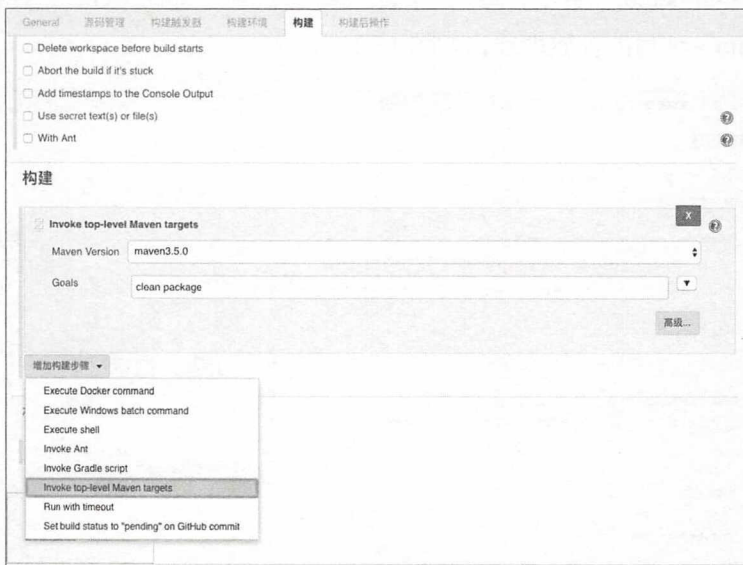 General 源码管理 构建触发器 构建环境 构建 构建后操作
Delete workspace before build starts
Abort the build if it's stuck
Add timestamps to the Console Output
Use secret text(s) or file(s)
With Ant
构建
Invoke top-level Maven targets
X
Maven Version maven3.5.0
Goals clean package
高级...
增加构建步骤
Execute Docker command
Execute Windows batch command
Execute shell
Invoke Ant
Invoke Gradle script
Invoke top-level Maven targets
Run with timeout
Set build status to "pending" on GitHub commit